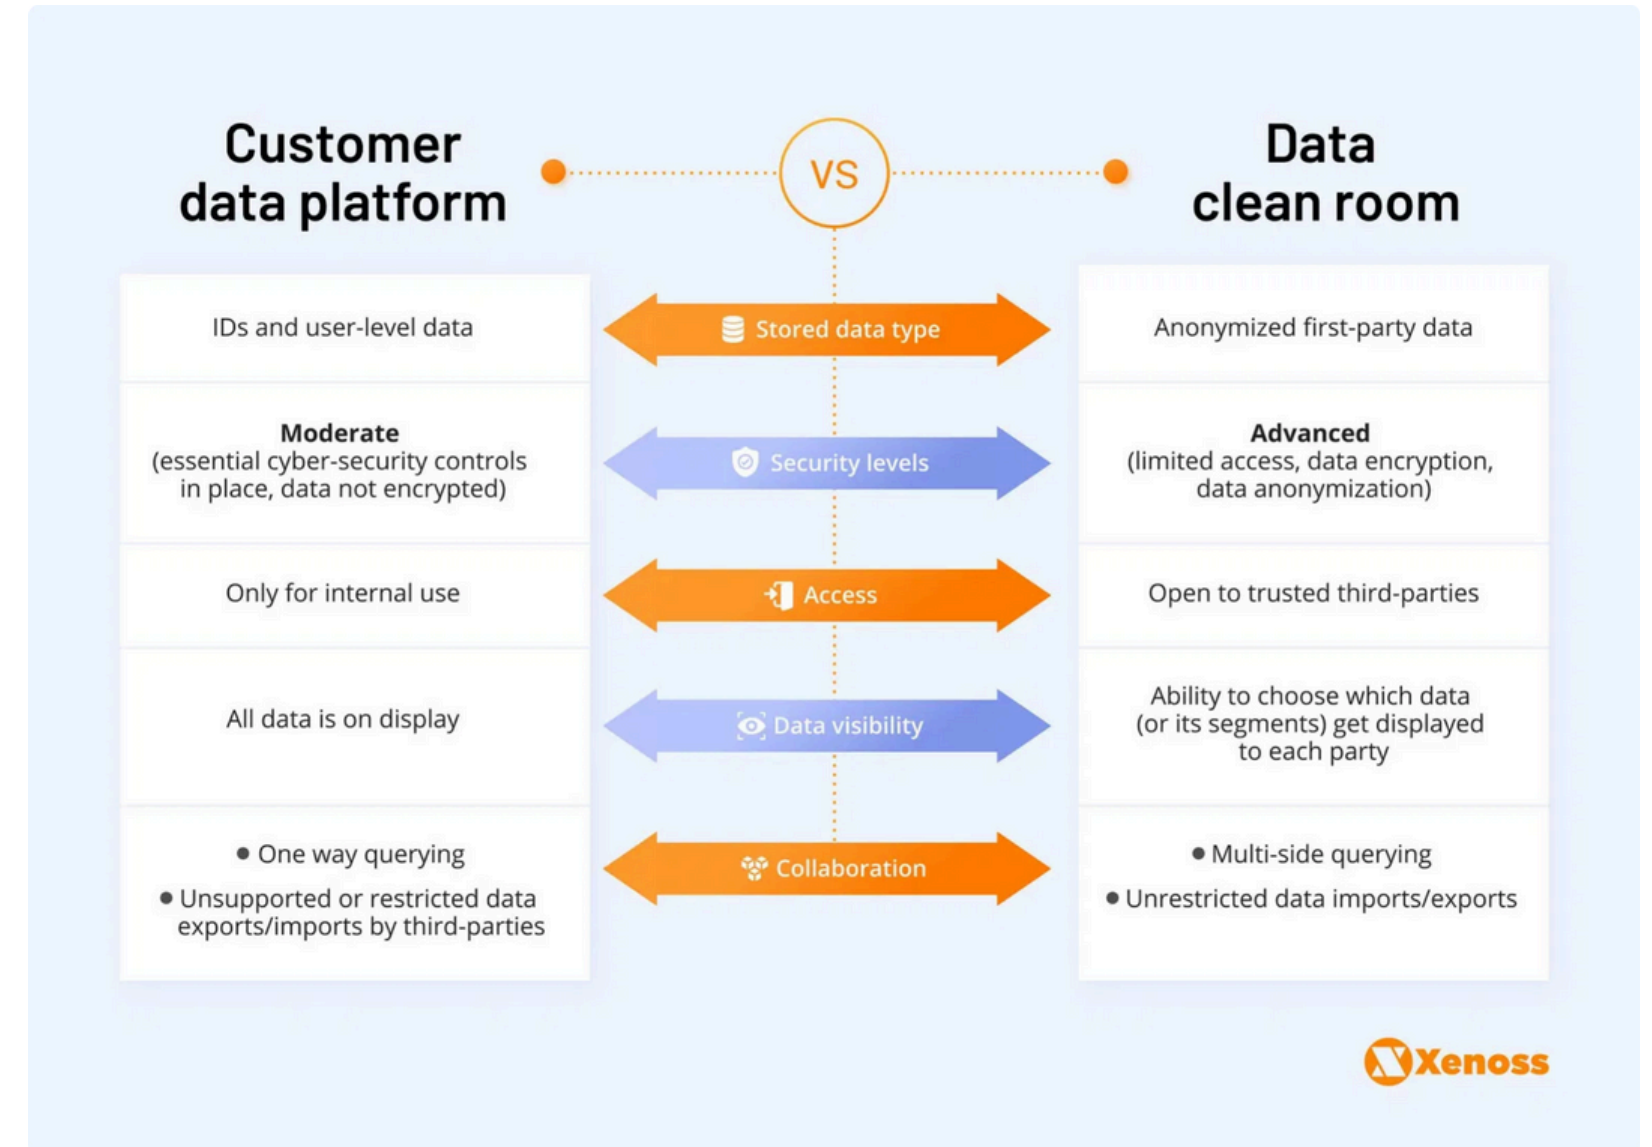 Customer
data platform
VS
Data
clean room
IDs and user-level data
Stored data type
Anonymized first-party data
Moderate
(essential cyber-security controls
in place, data not encrypted)
Security levels
Advanced
(limited access, data encryption,
data anonymization)
Only for internal use
Access
Open to trusted third-parties
All data is on display
Data visibility
Ability to choose which data
(or its segments) get displayed
to each party
● One way querying
● Unsupported or restricted data
exports/imports by third-parties
Collaboration
● Multi-side querying
● Unrestricted data imports/exports
Xenoss